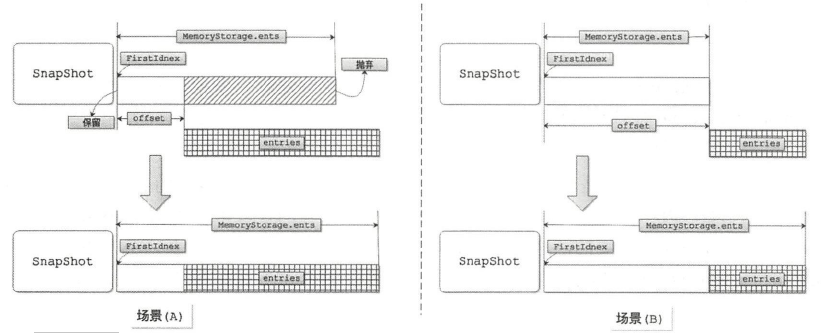 MemoryStorage.ents
FirstIdnex
抛弃
SnapShot
保留
offset
entries
MemoryStorage.ents
FirstIdnex
SnapShot
entries
场景(A)
MemoryStorage.ents
FirstIdnex
SnapShot
offset
entries
MemoryStorage.ents
FirstIdnex
SnapShot
entries
场景(B)